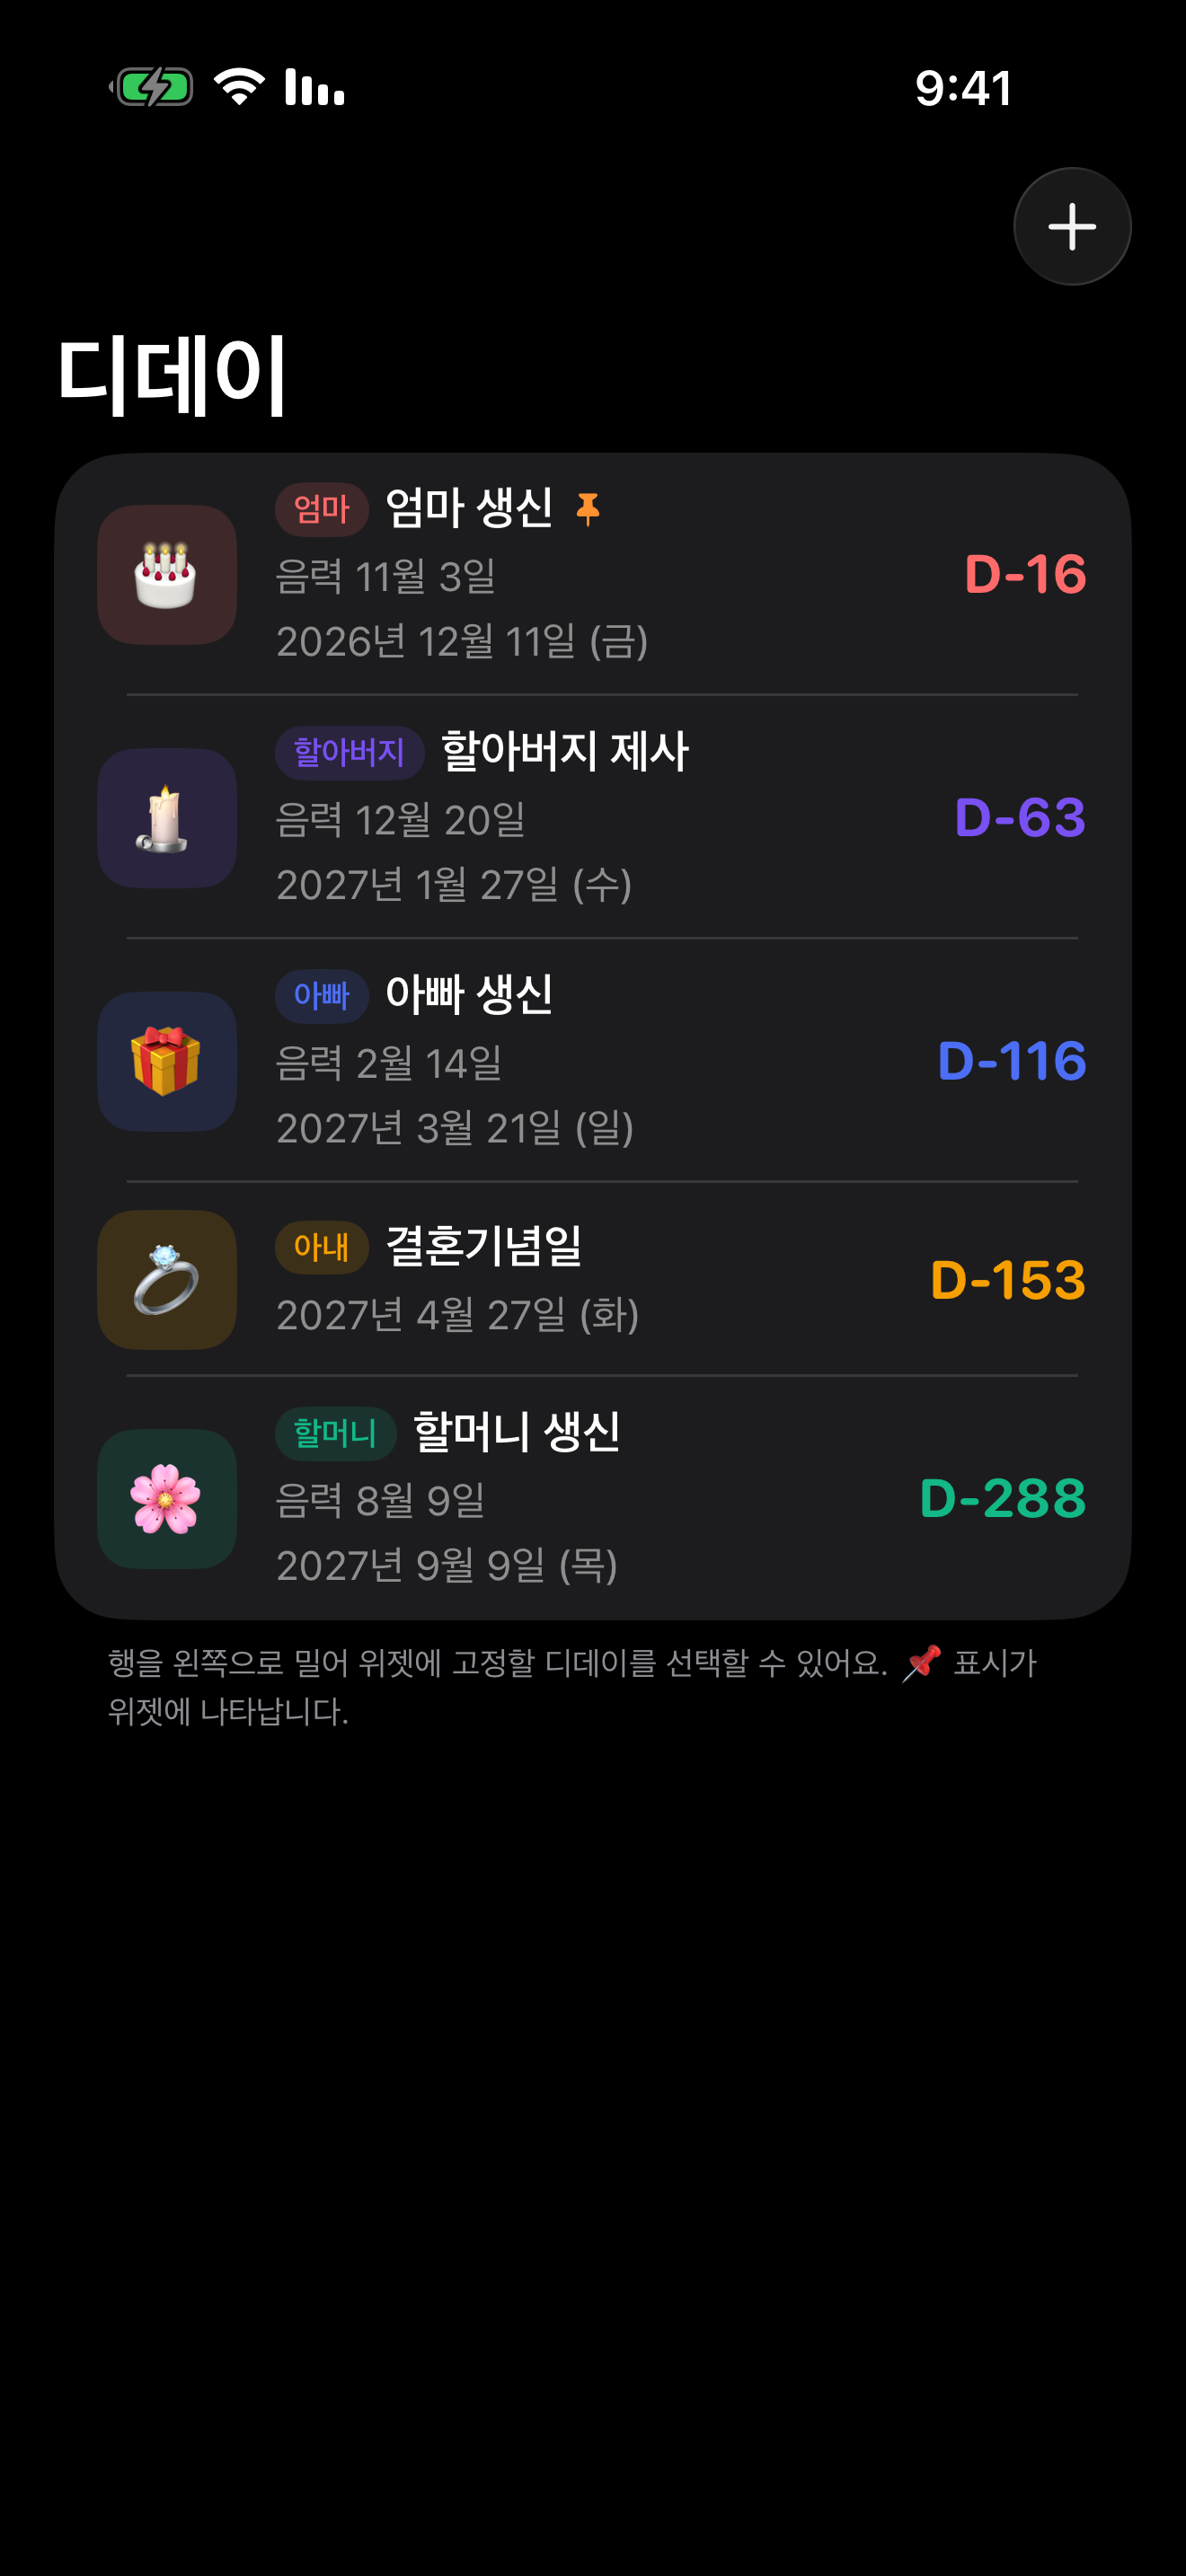 9:41
디데이
엄마 엄마 생신
음력 11월 3일
2026년 12월 11일 (금)
D-16
할아버지 할아버지 제사
음력 12월 20일
2027년 1월 27일 (수)
D-63
아빠 아빠 생신
음력 2월 14일
2027년 3월 21일 (일)
D-116
아내 결혼기념일
2027년 4월 27일 (화)
D-153
할머니 할머니 생신
음력 8월 9일
2027년 9월 9일 (목)
D-288
행을 왼쪽으로 밀어 위젯에 고정할 디데이를 선택할 수 있어요. 📌 표시가
위젯에 나타납니다.